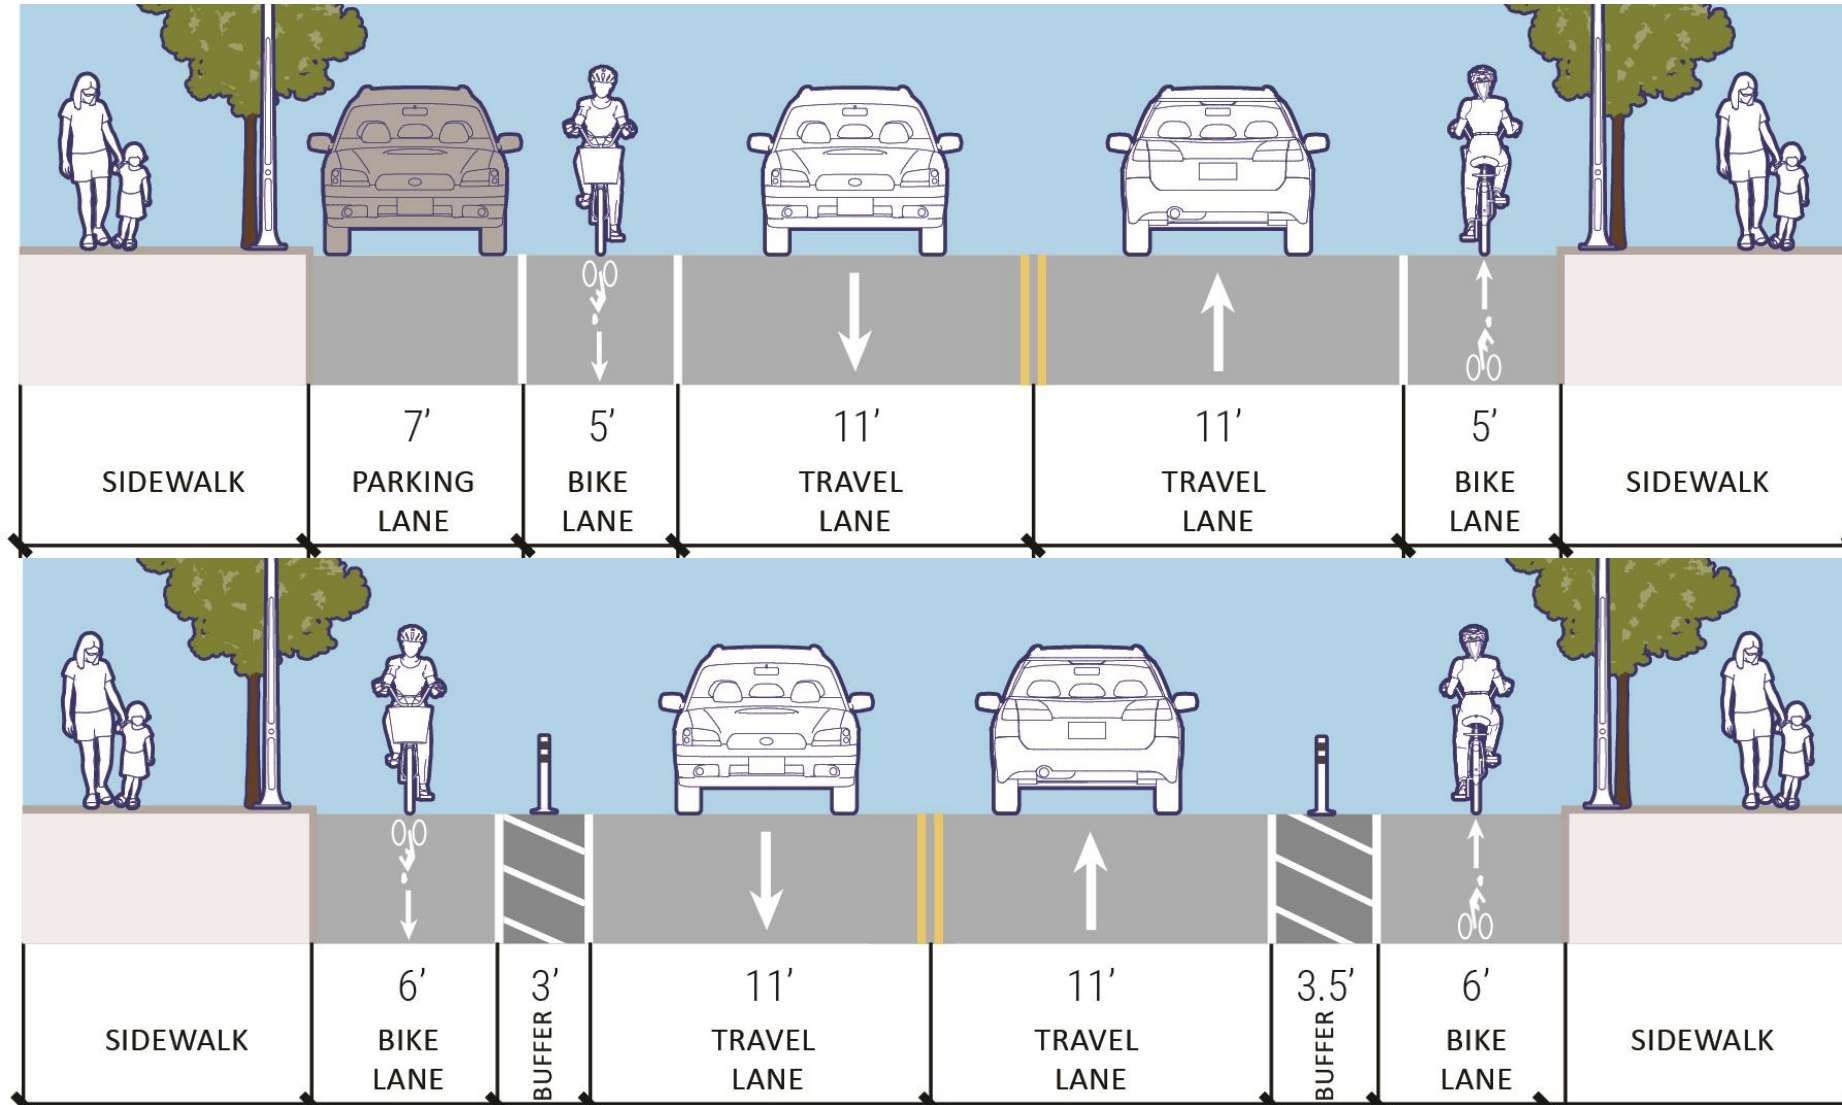 7’ 5’ 11’ 11’ 5’
SIDEWALK PARKING BIKE TRAVEL TRAVEL BIKE SIDEWALK
LANE LANE LANE LANE LANE
6’ 3’ 11’ 11’ 3.5’ 6’
SIDEWALK BIKE BUFFER TRAVEL TRAVEL BUFFER BIKE SIDEWALK
LANE LANE LANE LANE